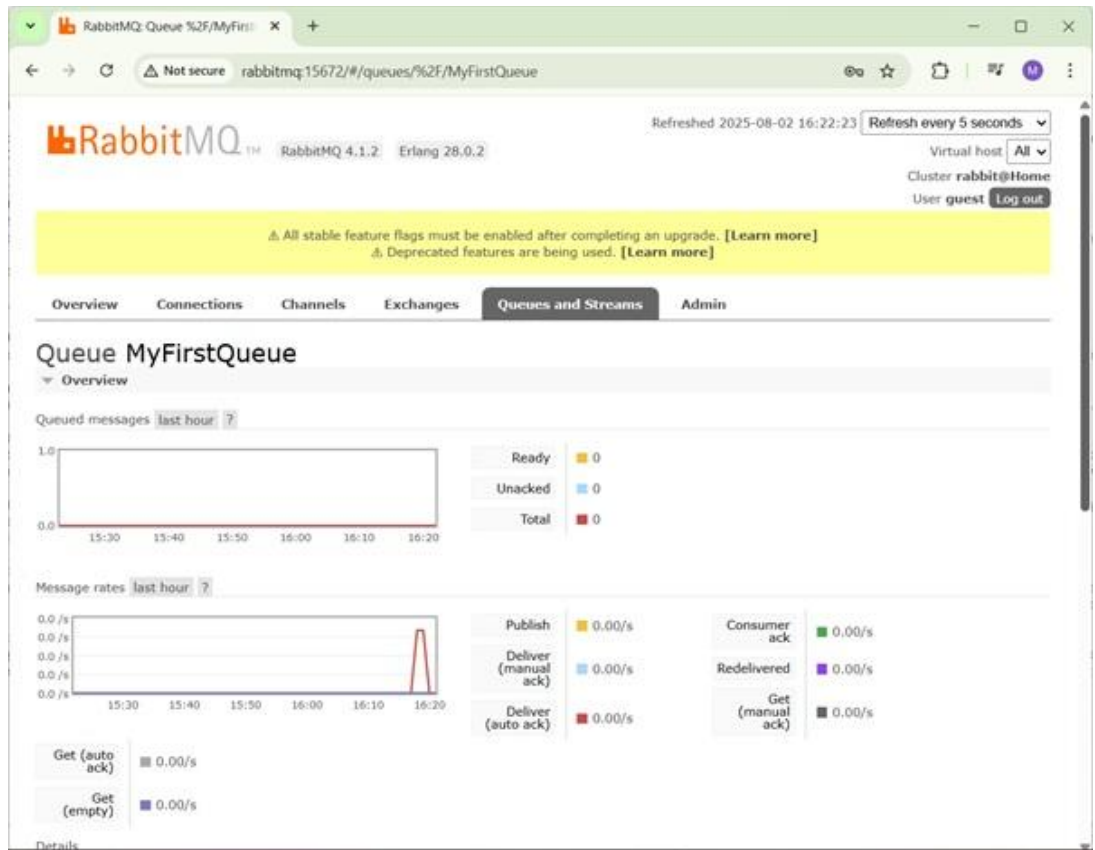 RabbitMQ: Queue %2F/MyFirst
Not secure rabbitmq:15672/#/queues/%2F/MyFirstQueue
M
Refreshed 2025-08-02 16:22:23 Refresh every 5 seconds
RabbitMQ TM RabbitMQ 4.1.2 Erlang 28.0.2
Virtual host All
Cluster rabbit@Home
User guest Log out
⚠ All stable feature flags must be enabled after completing an upgrade. [Learn more]
⚠ Deprecated features are being used. [Learn more]
Overview Connections Channels Exchanges Queues and Streams Admin
Queue MyFirstQueue
Overview
Queued messages last hour ?
1.0
0.0
15:30 15:40 15:50 16:00 16:10 16:20
Ready 0
Unacked 0
Total 0
Message rates last hour ?
0.0 /s
0.0 /s
0.0 /s
0.0 /s
0.0 /s
15:30 15:40 15:50 16:00 16:10 16:20
Publish 0.00/s
Deliver
(manual 0.00/s
ack)
Deliver
(auto ack) 0.00/s
Consumer
ack 0.00/s
Redelivered 0.00/s
Get
(manual 0.00/s
ack)
Get (auto
ack) 0.00/s
Get
(empty) 0.00/s
Details